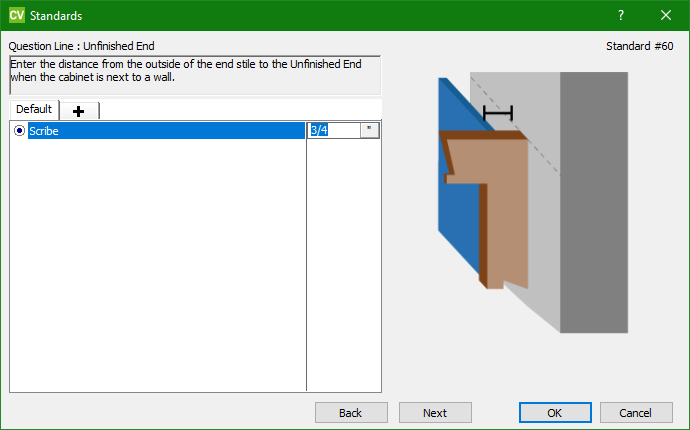 CV Standards ?
Question Line : Unfinished End
Standard #60
Enter the distance from the outside of the end stile to the Unfinished End
when the cabinet is next to a wall.
Default
Scribe 3/4 "
Back Next OK Cancel